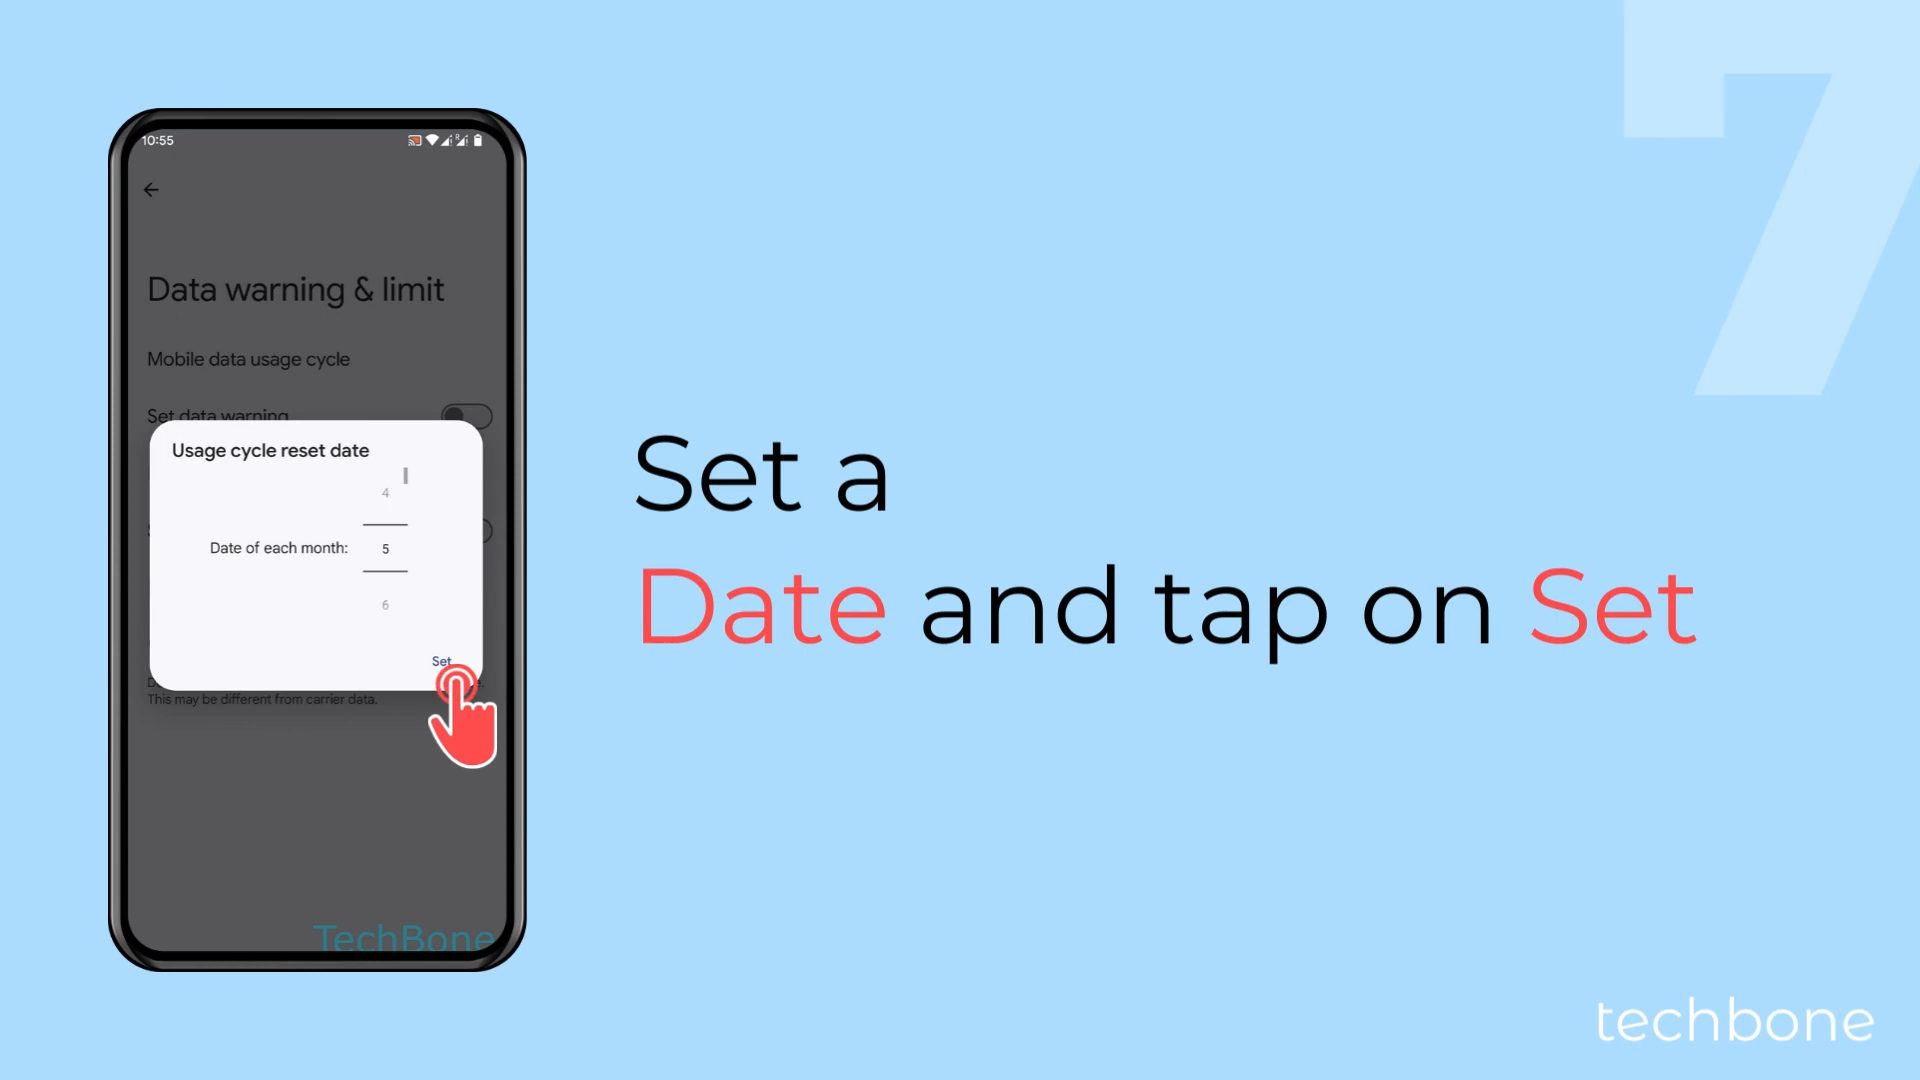 7
10:55
Data warning & limit
Mobile data usage cycle
Set data warning
Usage cycle reset date
4
Date of each month:
5
6
Set
This may be different from carrier data.
TechBone
Set a
Date and tap on Set
techbone